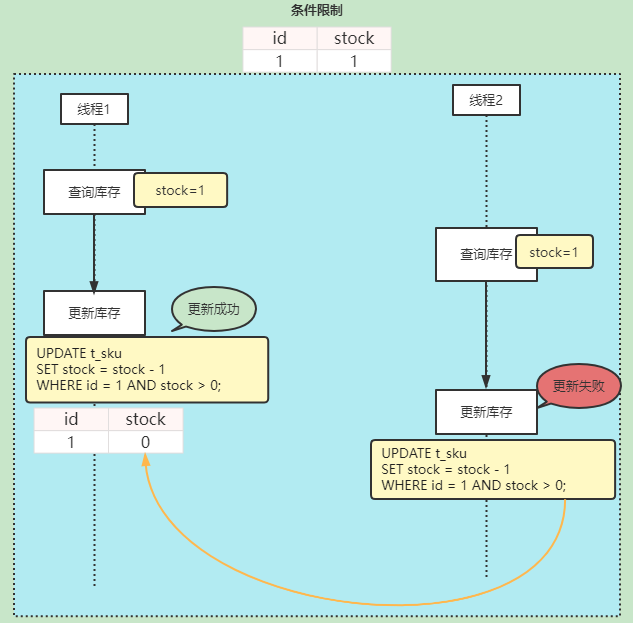 条件限制
id stock
1 1
线程1
线程2
查询库存
stock=1
查询库存
stock=1
更新库存
更新成功
UPDATE t_sku
SET stock = stock - 1
WHERE id = 1 AND stock > 0;
id stock
1 0
更新库存
更新失败
UPDATE t_sku
SET stock = stock - 1
WHERE id = 1 AND stock > 0;